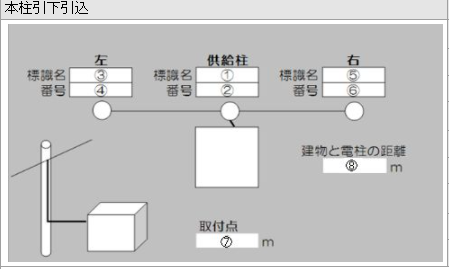 本柱引下引込
左 供給柱 右
標識名 ③ 標識名 ① 標識名 ⑤
番号 ④ 番号 ② 番号 ⑥
建物と電柱の距離
⑧ m
取付点
⑦ m